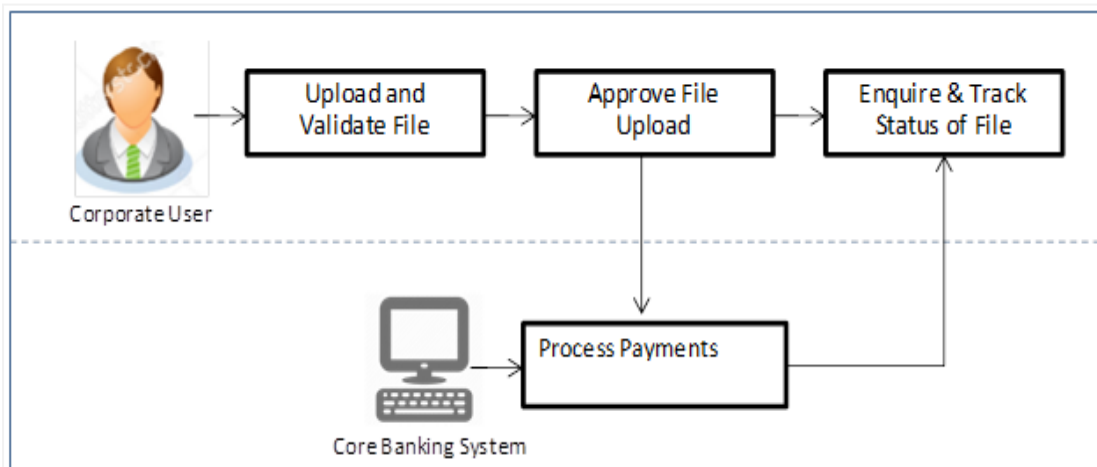 Upload and
Validate File
Approve File
Upload
Enquire & Track
Status of File
Corporate User
Process Payments
Core Banking System